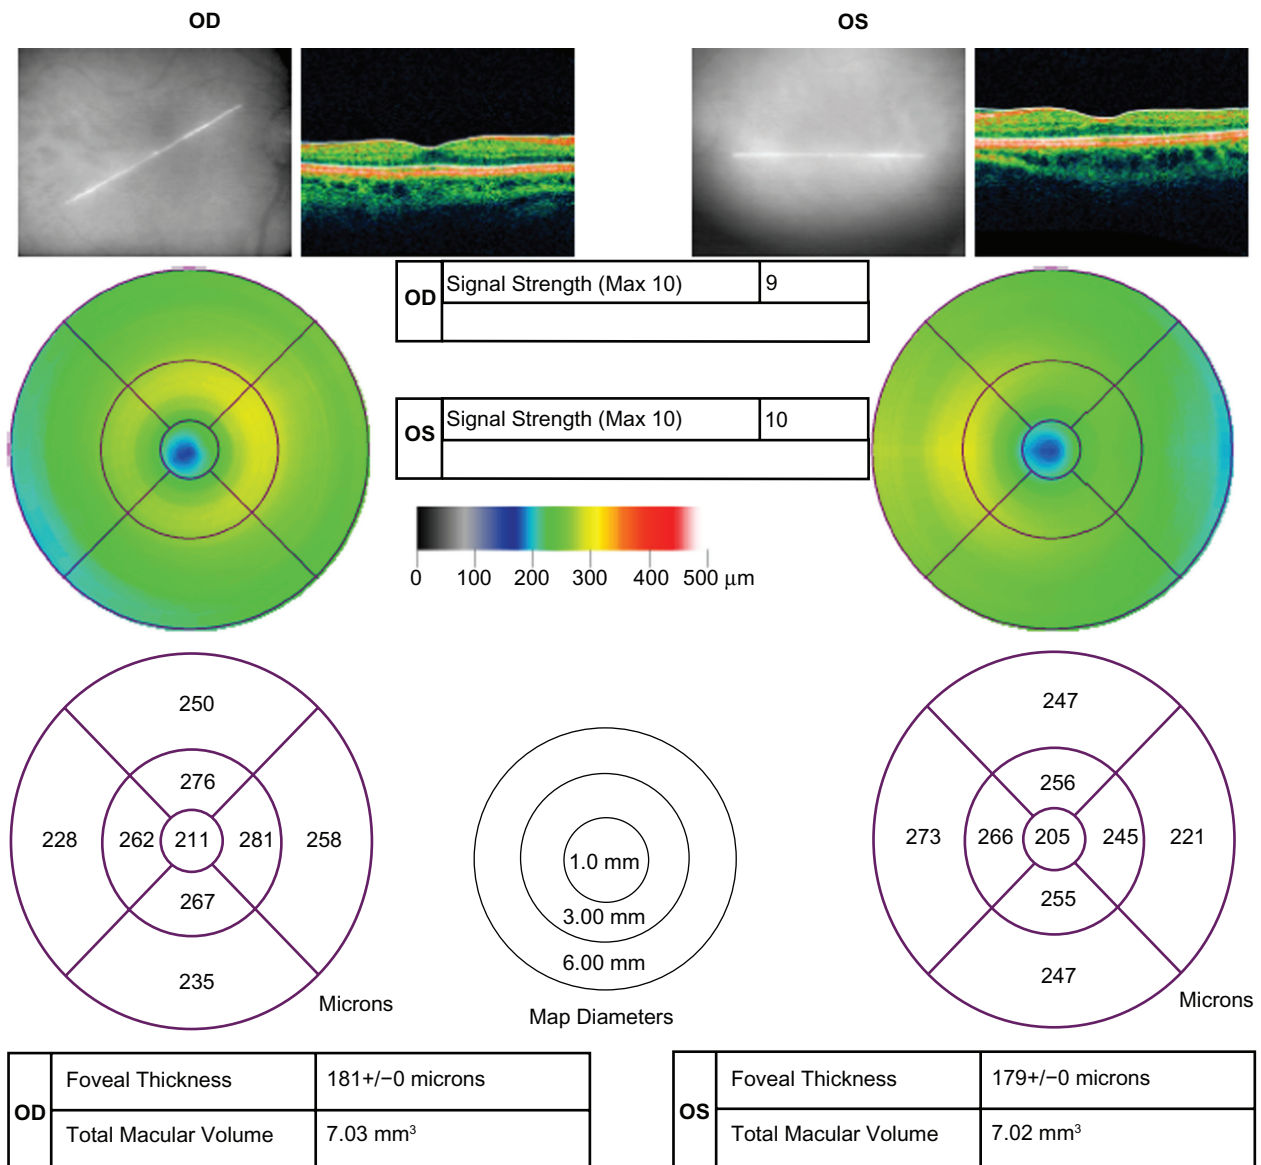 OD
OS
OD
Signal Strength (Max 10)
9
OS
Signal Strength (Max 10)
10
0 100 200 300 400 500 μm
250
276
228 262 211 281 258
267
235
Microns
1.0 mm
3.00 mm
6.00 mm
Map Diameters
247
256
273 266 205 245 221
255
247
Microns
OD
Foveal Thickness
181+/−0 microns
Total Macular Volume
7.03 mm³
OS
Foveal Thickness
179+/−0 microns
Total Macular Volume
7.02 mm³